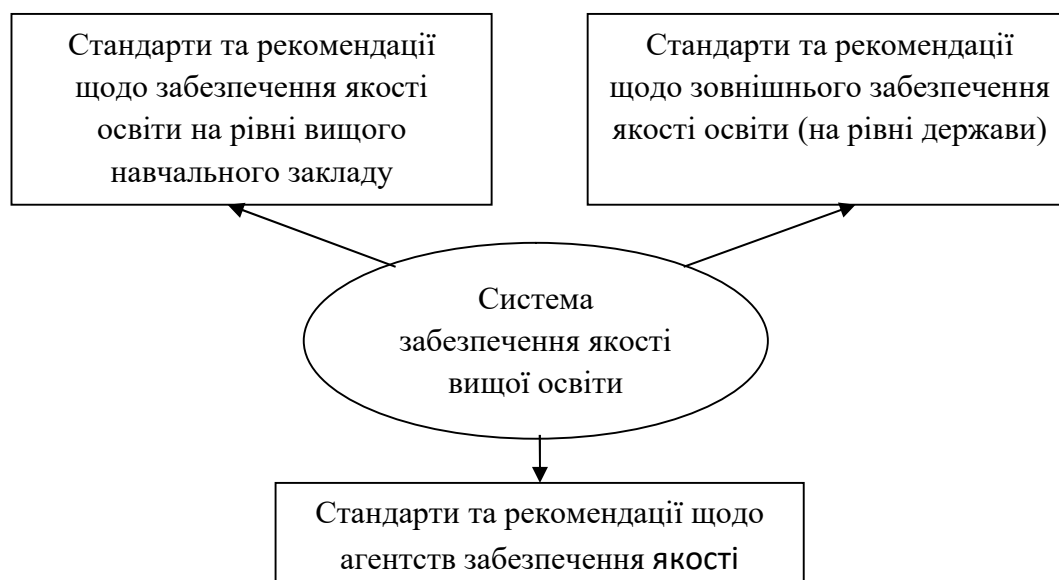 Стандарти та рекомендації
щодо забезпечення якості
освіти на рівні вищого
навчального закладу
Стандарти та рекомендації
щодо зовнішнього забезпечення
якості освіти (на рівні держави)
Система
забезпечення якості
вищої освіти
Стандарти та рекомендації щодо
агентств забезпечення якості